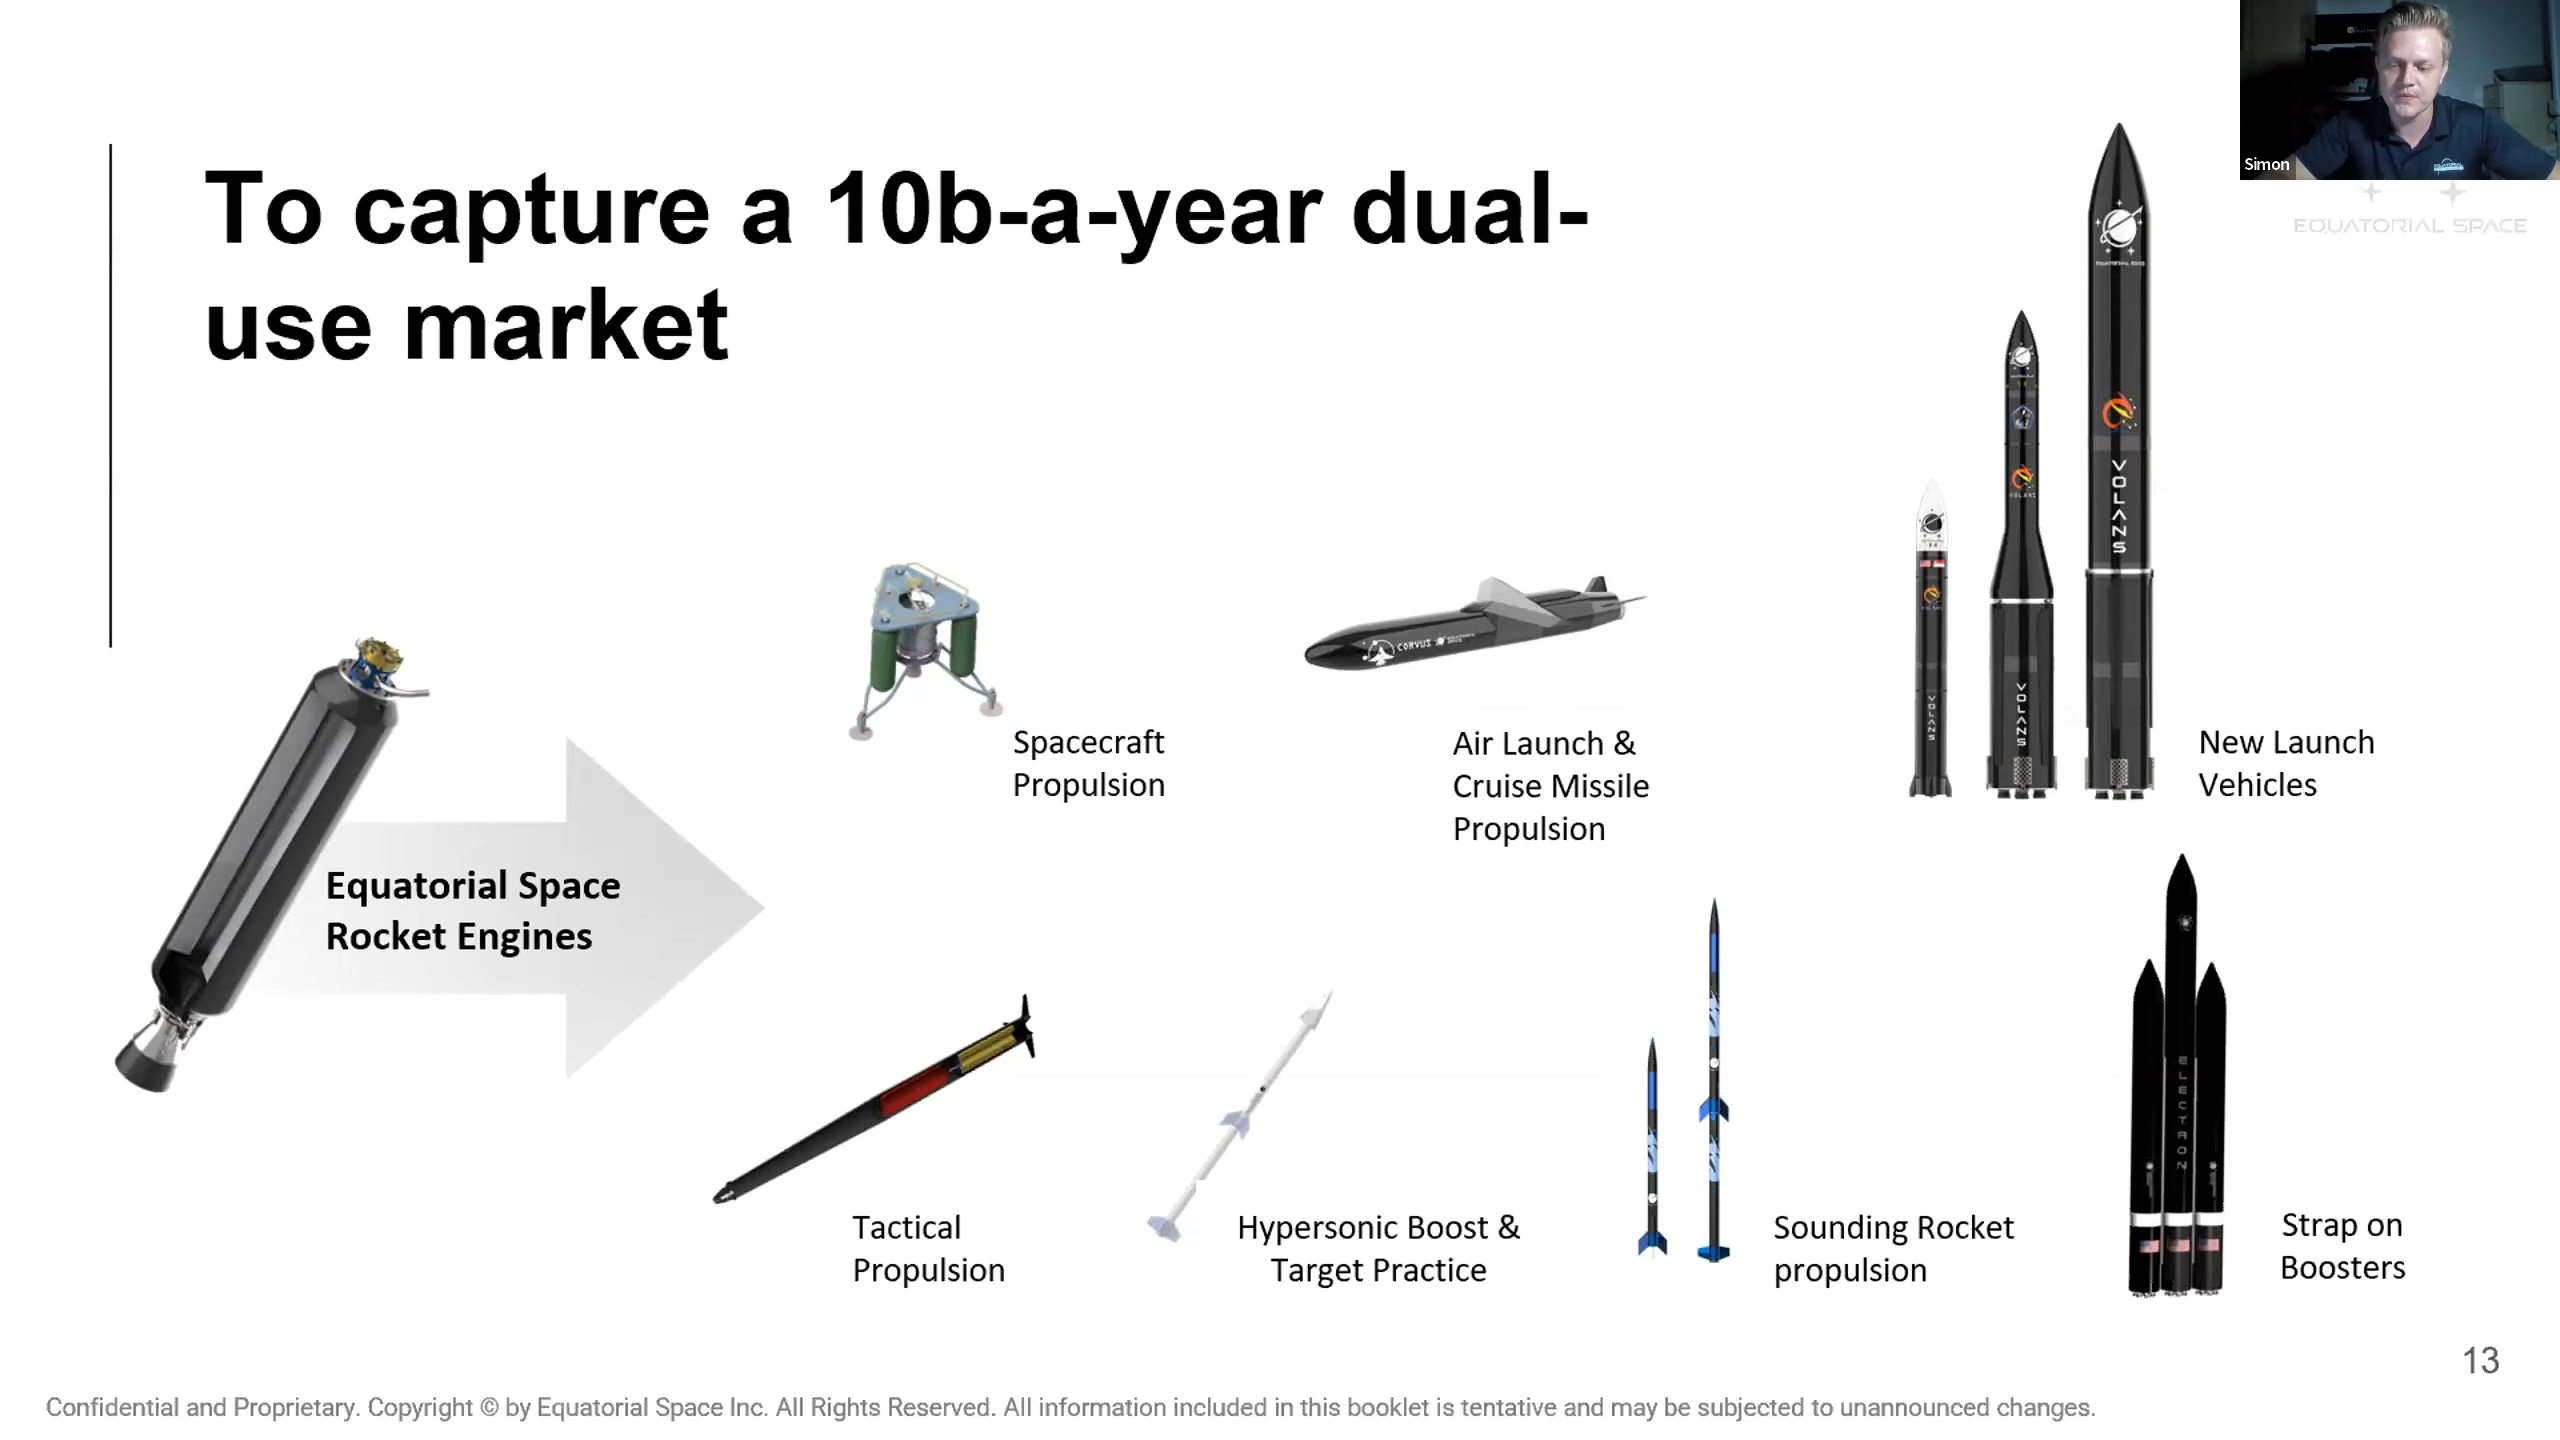 Simon
EQUATORIAL SPACE
To capture a 10b-a-year dual-
use market
Equatorial Space
Rocket Engines
Spacecraft
Propulsion
CORVUS
Air Launch &
Cruise Missile
Propulsion
VOLANS
VOLANS
VOLANS
New Launch
Vehicles
Tactical
Propulsion
Hypersonic Boost &
Target Practice
Sounding Rocket
propulsion
ELECTRON
Strap on
Boosters
13
Confidential and Proprietary. Copyright © by Equatorial Space Inc. All Rights Reserved. All information included in this booklet is tentative and may be subjected to unannounced changes.